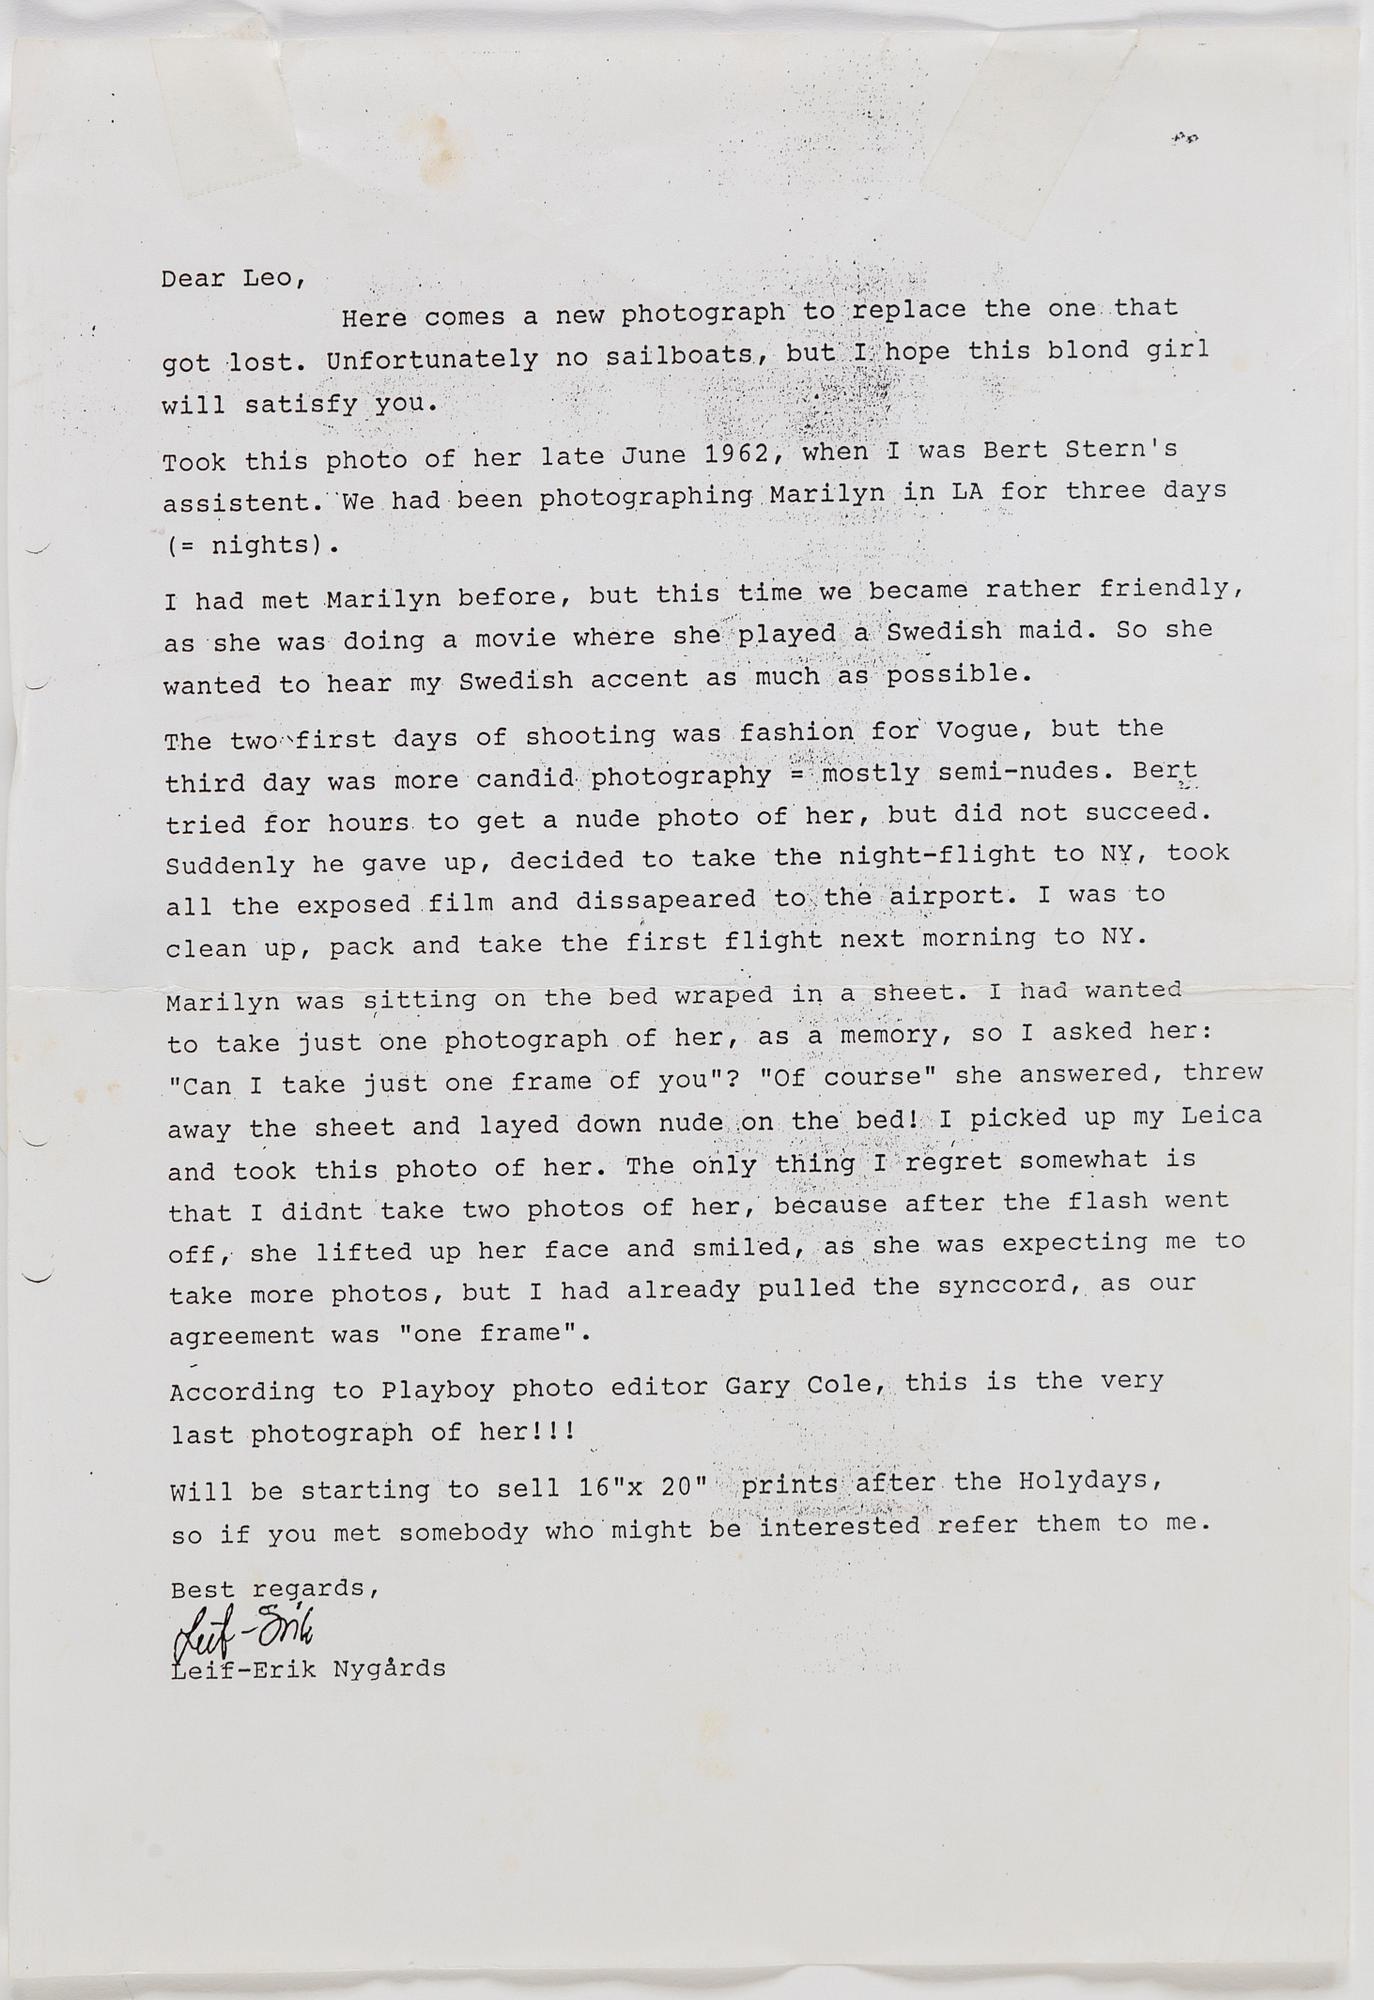 Dear Leo,
Here comes a new photograph to replace the one that
got lost. Unfortunately no sailboats, but I hope this blond girl
will satisfy you.
Took this photo of her late June 1962, when I was Bert Stern's
assistent. We had been photographing Marilyn in LA for three days
(= nights).
I had met Marilyn before, but this time we became rather friendly,
as she was doing a movie where she played a Swedish maid. So she
wanted to hear my Swedish accent as much as possible.
The two first days of shooting was fashion for Vogue, but the
third day was more candid photography = mostly semi-nudes. Bert
tried for hours to get a nude photo of her, but did not succeed.
Suddenly he gave up, decided to take the night-flight to NY, took
all the exposed film and dissapeared to the airport. I was to
clean up, pack and take the first flight next morning to NY.
Marilyn was sitting on the bed wraped in a sheet. I had wanted
to take just one photograph of her, as a memory, so I asked her:
"Can I take just one frame of you"? "Of course" she answered, threw
away the sheet and layed down nude on the bed! I picked up my Leica
and took this photo of her. The only thing I regret somewhat is
that I didnt take two photos of her, because after the flash went
off, she lifted up her face and smiled, as she was expecting me to
take more photos, but I had already pulled the synccord, as our
agreement was "one frame".
According to Playboy photo editor Gary Cole, this is the very
last photograph of her!!!
Will be starting to sell 16"x 20" prints after the Holydays,
so if you met somebody who might be interested refer them to me.
Best regards,
Leif-Erik
Leif-Erik Nygårds